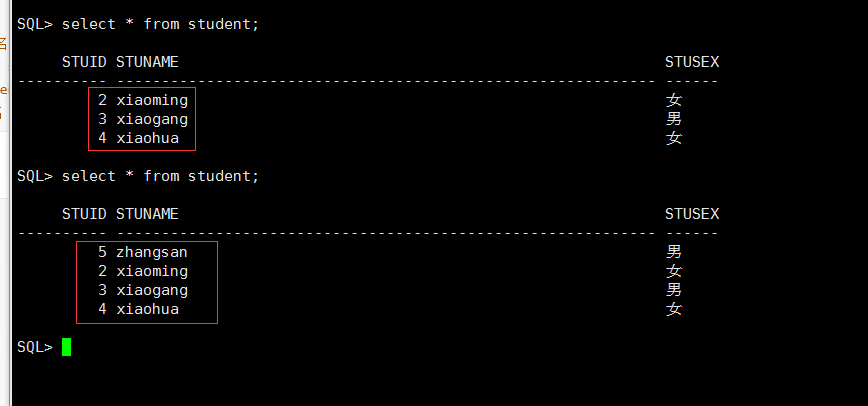 SQL> select * from student;
STUID STUNAME STUSEX
---------- ------------------------------------------------------------ ------
2 xiaoming 女
3 xiaogang 男
4 xiaohua 女
SQL> select * from student;
STUID STUNAME STUSEX
---------- ------------------------------------------------------------ ------
5 zhangsan 男
2 xiaoming 女
3 xiaogang 男
4 xiaohua 女
SQL>